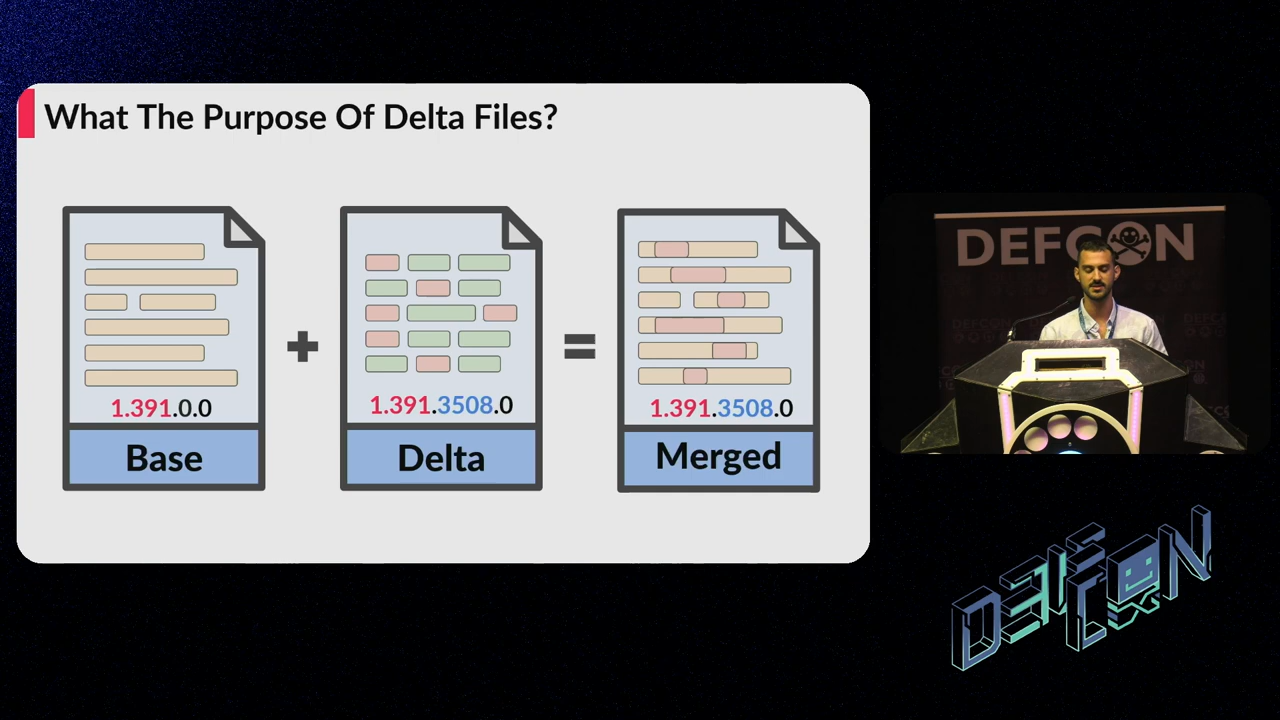 What The Purpose Of Delta Files?
1.391.0.0
Base
1.391.3508.0
Delta
1.391.3508.0
Merged
DEFCON
DEFCON